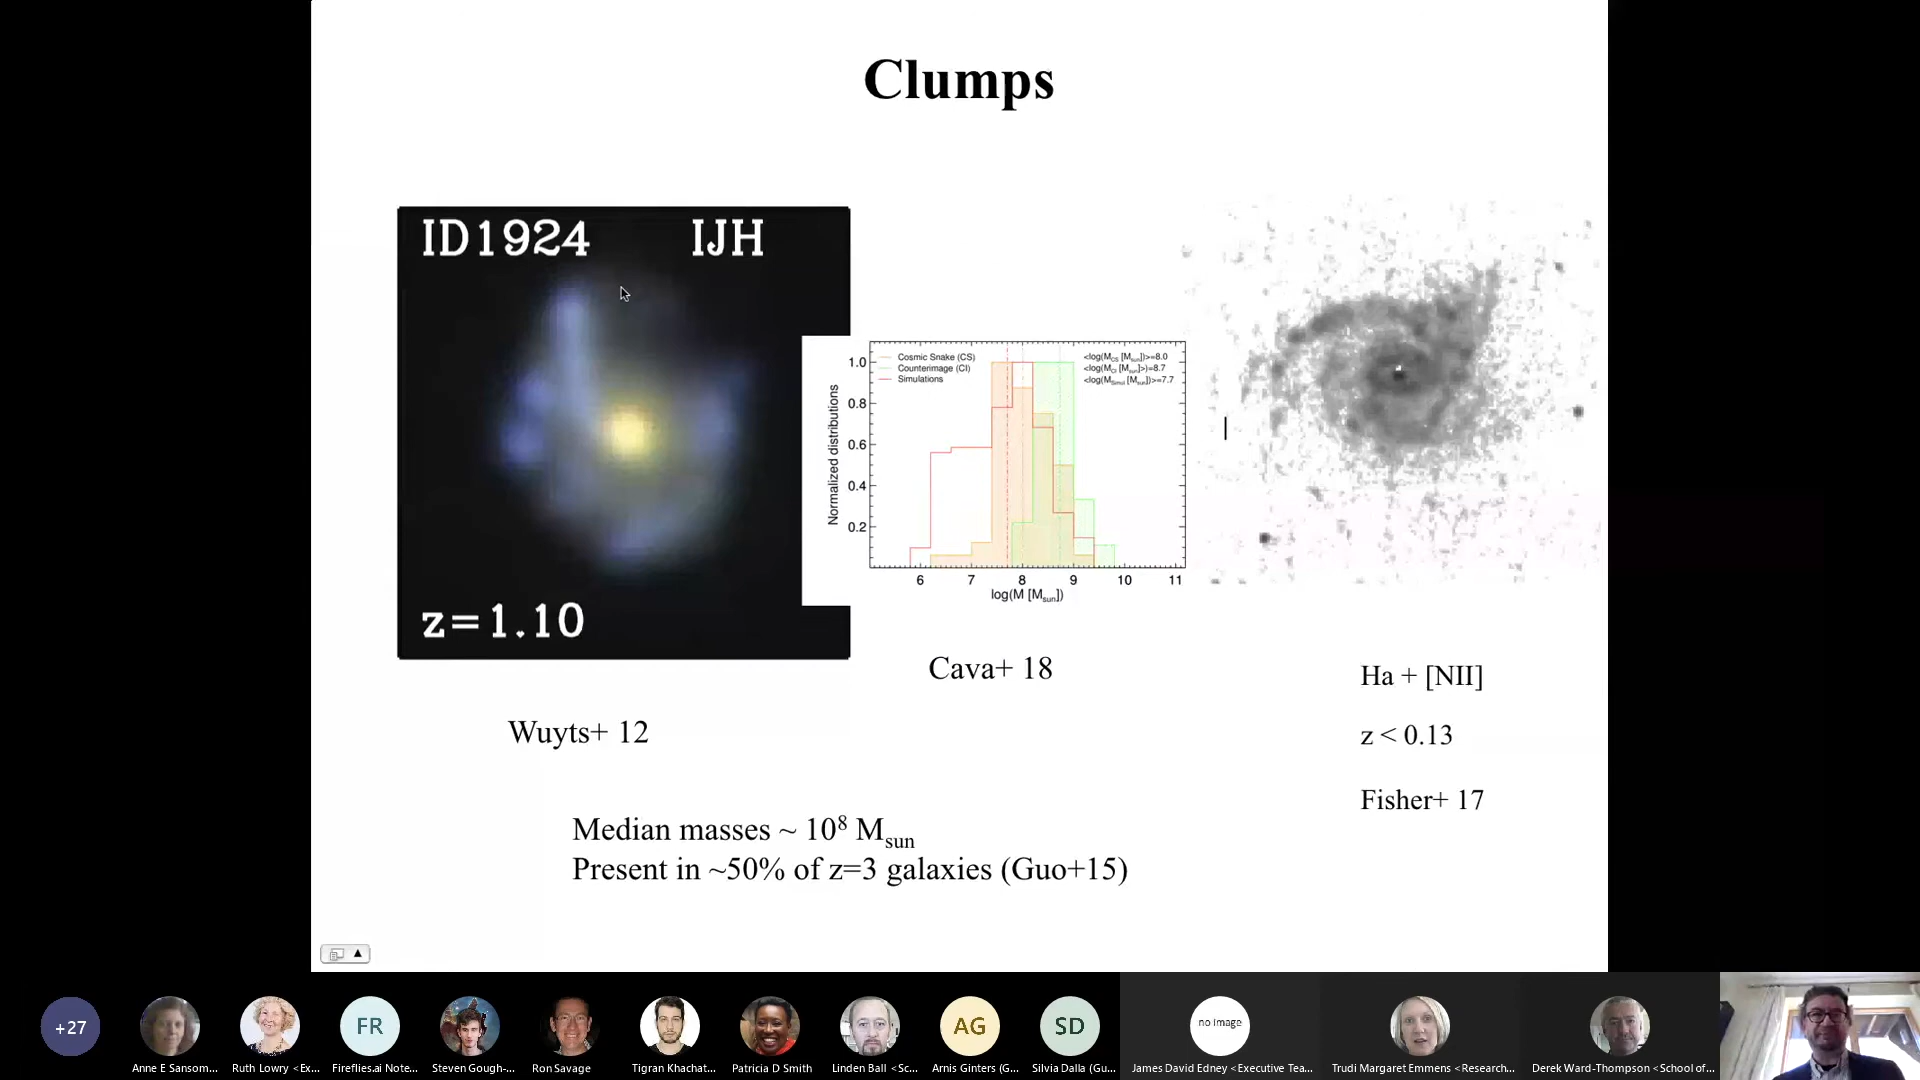 Clumps
ID1924 IJH
z=1.10
Cosmic Snake (CS)
Counterimage (CI)
Simulations
<log(M_CS [M_sun])>=8.0
<log(M_CI [M_sun]>)=8.7
<log(M_Simul [M_sun])>=7.7
Normalized distributions
1.0
0.8
0.6
0.4
0.2
6 7 8 9 10 11
log(M [M_sun])
Cava+ 18
Wuyts+ 12
Ha + [NII]
z < 0.13
Fisher+ 17
Median masses ~ 10⁸ M_sun
Present in ~50% of z=3 galaxies (Guo+15)
+27
FR
AG
SD
no image
Anne E Sansom...
Ruth Lowry <Ex...
Fireflies.ai Note...
Steven Gough-...
Ron Savage
Tigran Khachat...
Patricia D Smith
Linden Ball <Sc...
Arnis Ginters (G...
Silvia Dalla (Gu...
James David Edney <Executive Tea...
Trudi Margaret Emmens <Research...
Derek Ward-Thompson <School of...